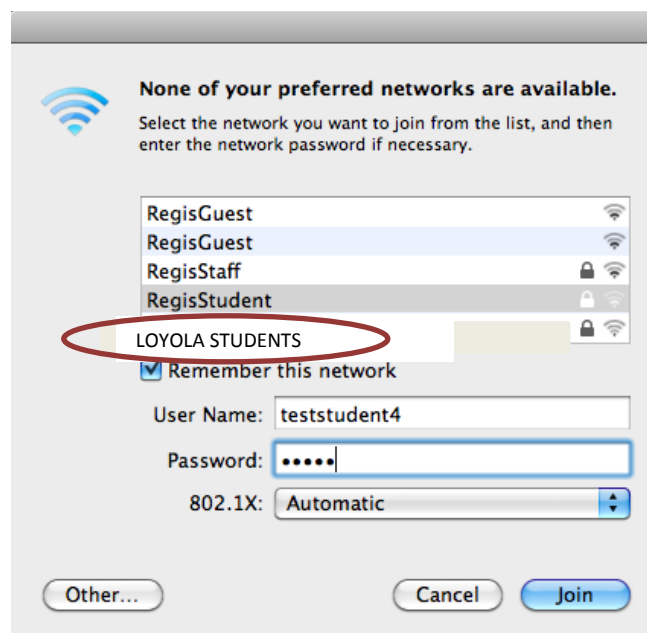 None of your preferred networks are available.
Select the network you want to join from the list, and then
enter the network password if necessary.
RegisGuest
RegisGuest
RegisStaff
RegisStudent
LOYOLA STUDENTS
Remember this network
User Name: teststudent4
Password: •••••
802.1X: Automatic
Other... Cancel Join